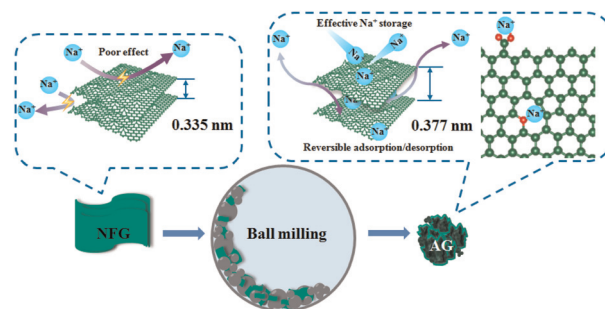 Poor effect
Na⁺
Na⁺
Na⁺
Na⁺
0.335 nm
Effective Na⁺ storage
Na⁺
Na⁺
Na⁺
Na⁺
Na⁺
Na⁺
Na⁺
0.377 nm
Reversible adsorption/desorption
Na⁺
Na⁺
NFG
Ball milling
AG